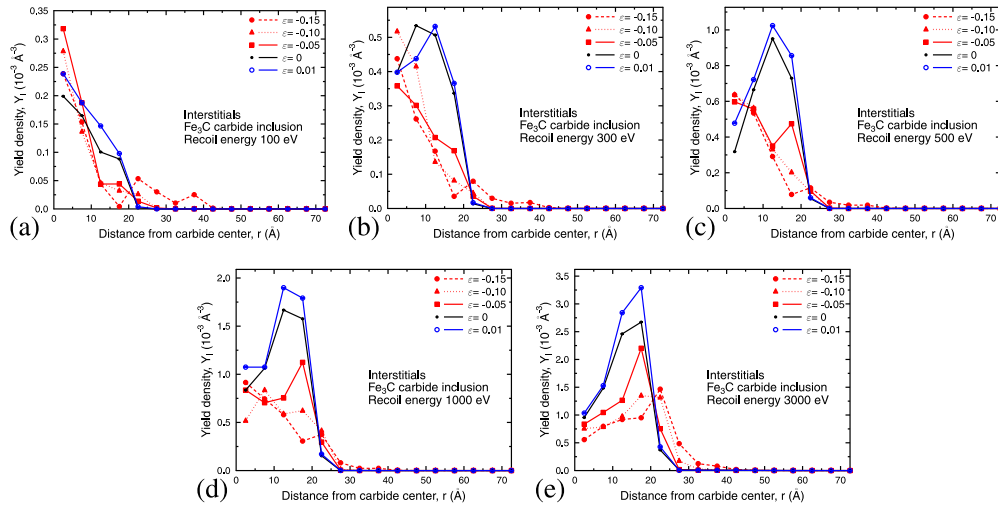 ε= -0.15
ε= -0.10
ε= -0.05
ε= 0
ε= 0.01
Interstitials
Fe₃C carbide inclusion
Recoil energy 100 eV
Yield density, Y_I (10⁻³ Å⁻³)
0.35
0.30
0.25
0.20
0.15
0.10
0.05
0.0
0 10 20 30 40 50 60 70
Distance from carbide center, r (Å)
(a)
ε= -0.15
ε= -0.10
ε= -0.05
ε= 0
ε= 0.01
Interstitials
Fe₃C carbide inclusion
Recoil energy 300 eV
Yield density, Y_I (10⁻³ Å⁻³)
0.5
0.4
0.3
0.2
0.1
0.0
0 10 20 30 40 50 60 70
Distance from carbide center, r (Å)
(b)
ε= -0.15
ε= -0.10
ε= -0.05
ε= 0
ε= 0.01
Interstitials
Fe₃C carbide inclusion
Recoil energy 500 eV
Yield density, Y_I (10⁻³ Å⁻³)
1.0
0.8
0.6
0.4
0.2
0.0
0 10 20 30 40 50 60 70
Distance from carbide center, r (Å)
(c)
ε= -0.15
ε= -0.10
ε= -0.05
ε= 0
ε= 0.01
Interstitials
Fe₃C carbide inclusion
Recoil energy 1000 eV
Yield density, Y_I (10⁻³ Å⁻³)
2.0
1.5
1.0
0.5
0.0
0 10 20 30 40 50 60 70
Distance from carbide center, r (Å)
(d)
ε= -0.15
ε= -0.10
ε= -0.05
ε= 0
ε= 0.01
Interstitials
Fe₃C carbide inclusion
Recoil energy 3000 eV
Yield density, Y_I (10⁻³ Å⁻³)
3.5
3.0
2.5
2.0
1.5
1.0
0.5
0.0
0 10 20 30 40 50 60 70
Distance from carbide center, r (Å)
(e)